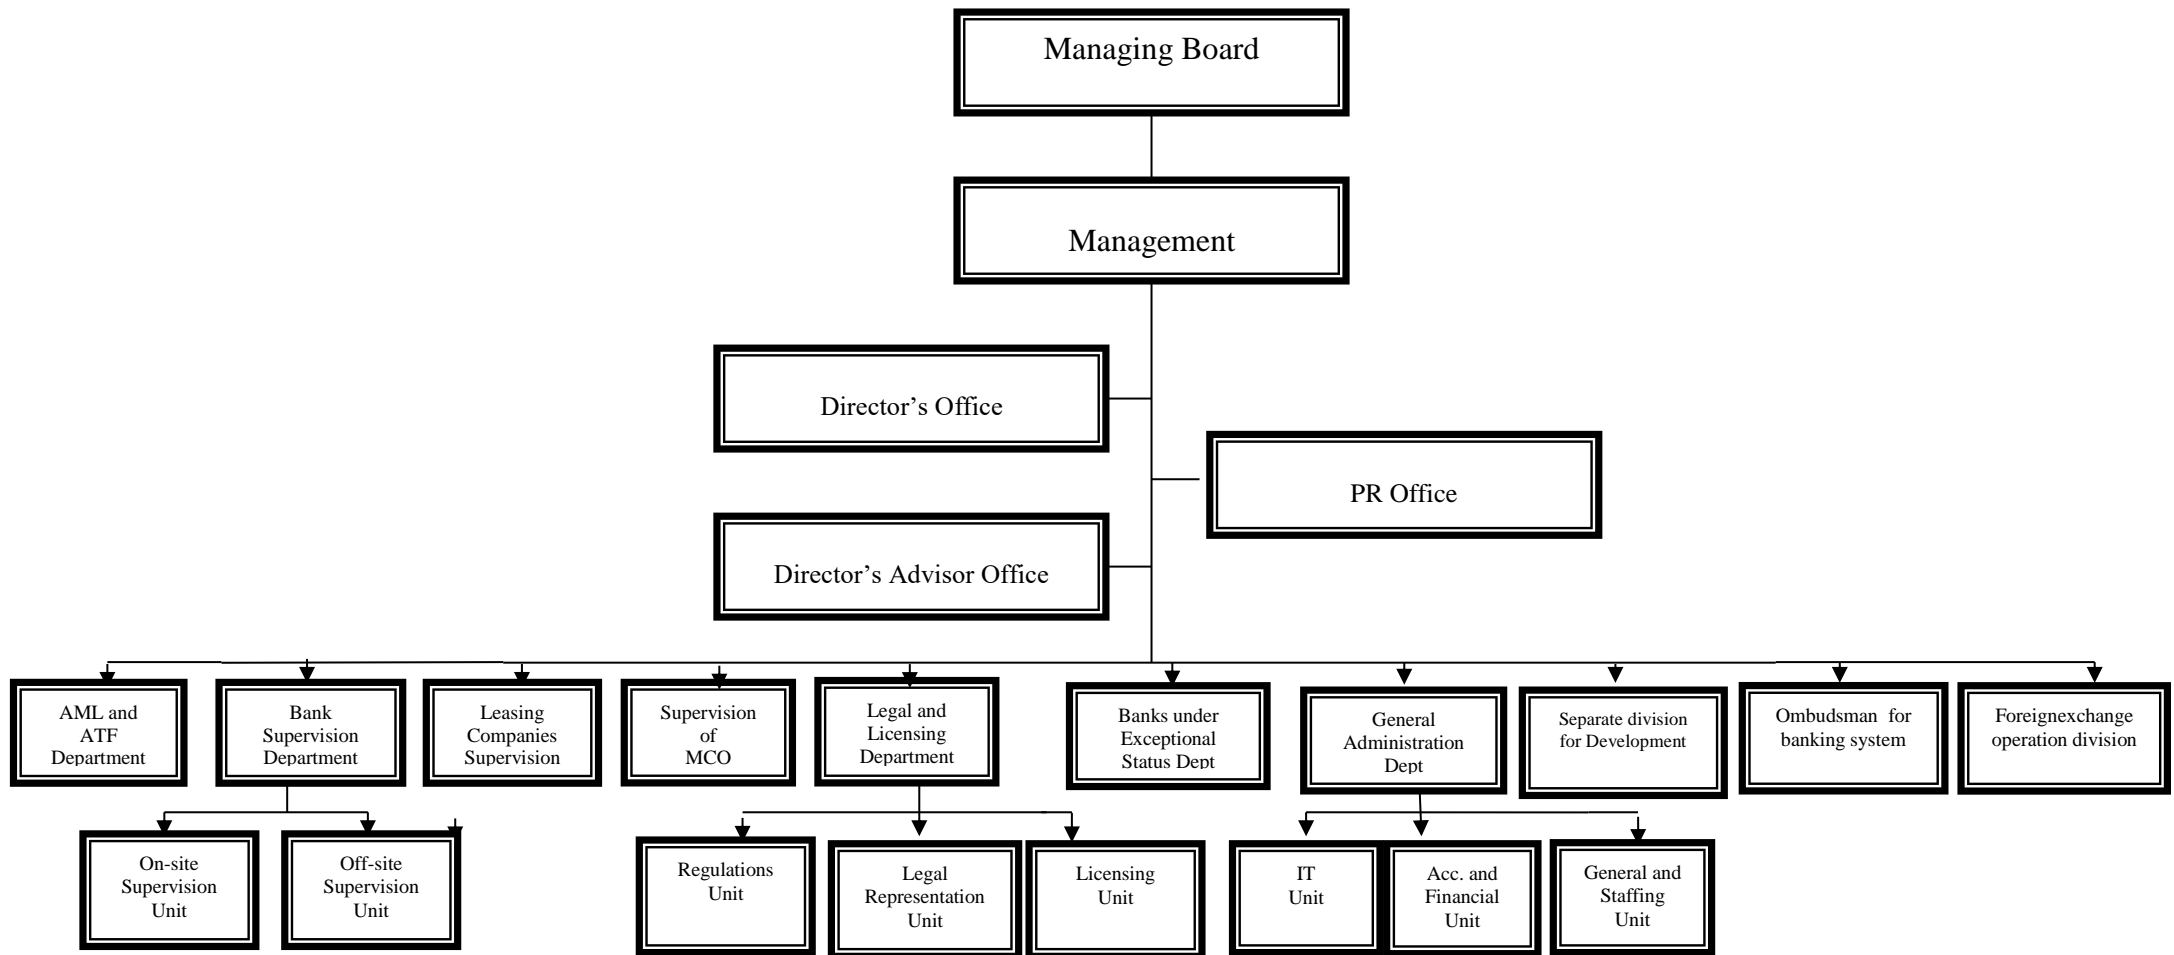 Managing Board
Management
Director’s Office
PR Office
Director’s Advisor Office
AML and
ATF
Department
Bank
Supervision
Department
Leasing
Companies
Supervision
Supervision
of
MCO
Legal and
Licensing
Department
Banks under
Exceptional
Status Dept
General
Administration
Dept
Separate division
for Development
Ombudsman  for
banking system
Foreignexchange
operation division
On-site
Supervision
Unit
Off-site
Supervision
Unit
Regulations
Unit
Legal
Representation
Unit
Licensing
Unit
IT
Unit
Acc. and
Financial
Unit
General and
Staffing
Unit